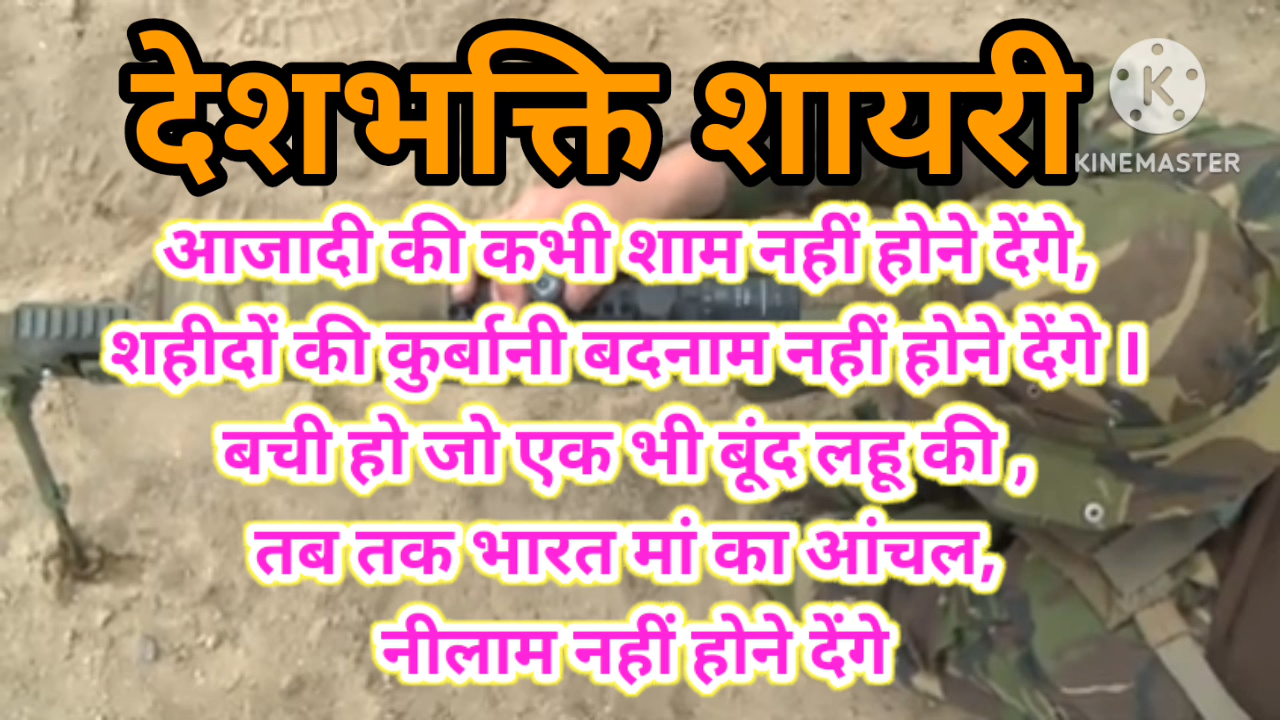 देशभक्ति शायरी
K
KINEMASTER
आजादी की कभी शाम नहीं होने देंगे,
शहीदों की कुर्बानी बदनाम नहीं होने देंगे ।
बची हो जो एक भी बूंद लहू की ,
तब तक भारत मां का आंचल,
नीलाम नहीं होने देंगे